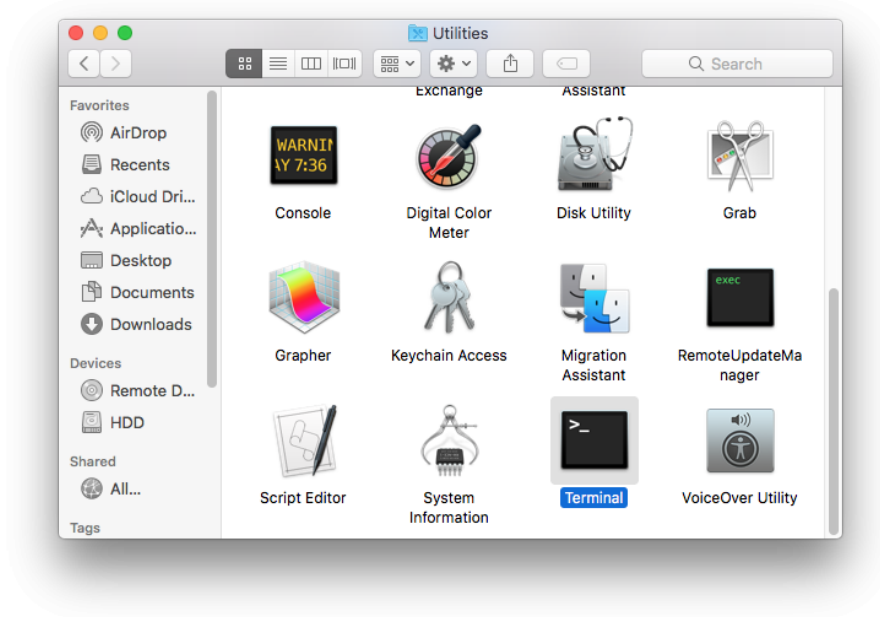 Utilities
Search
Favorites
AirDrop
Recents
iCloud Dri...
Applicatio...
Desktop
Documents
Downloads
Devices
Remote D...
HDD
Shared
All...
Tags
Exchange
Assistant
WARNIN
AY 7:36
Console
Digital Color
Meter
Disk Utility
Grab
Grapher
Keychain Access
Migration
Assistant
exec
RemoteUpdateMa
nager
Script Editor
System
Information
>_
Terminal
VoiceOver Utility